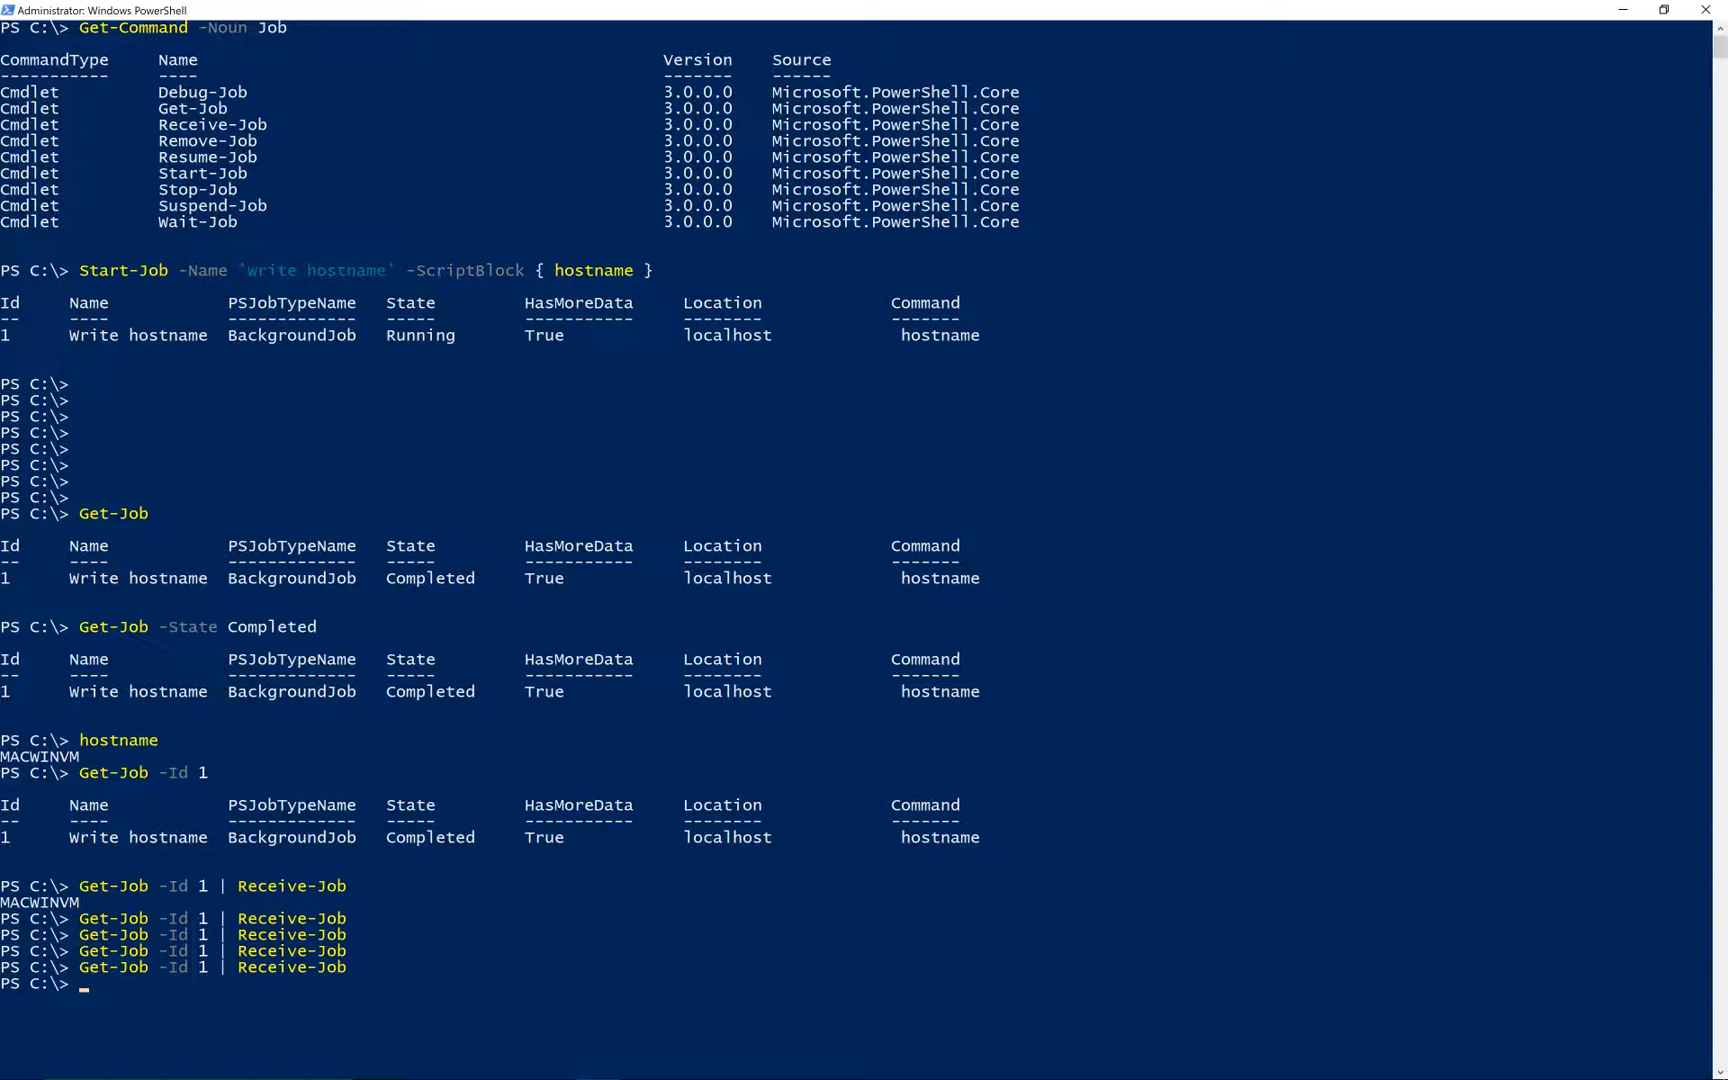 Administrator: Windows PowerShell
PS C:\> Get-Command -Noun Job
CommandType     Name                                               Version    Source
-----------     ----                                               -------    ------
Cmdlet          Debug-Job                                          3.0.0.0    Microsoft.PowerShell.Core
Cmdlet          Get-Job                                            3.0.0.0    Microsoft.PowerShell.Core
Cmdlet          Receive-Job                                        3.0.0.0    Microsoft.PowerShell.Core
Cmdlet          Remove-Job                                         3.0.0.0    Microsoft.PowerShell.Core
Cmdlet          Resume-Job                                         3.0.0.0    Microsoft.PowerShell.Core
Cmdlet          Start-Job                                          3.0.0.0    Microsoft.PowerShell.Core
Cmdlet          Stop-Job                                           3.0.0.0    Microsoft.PowerShell.Core
Cmdlet          Suspend-Job                                        3.0.0.0    Microsoft.PowerShell.Core
Cmdlet          Wait-Job                                           3.0.0.0    Microsoft.PowerShell.Core
PS C:\> Start-Job -Name 'Write hostname' -ScriptBlock { hostname }
Id     Name            PSJobTypeName   State         HasMoreData     Location             Command
--     ----            -------------   -----         -----------     --------             -------
1      Write hostname  BackgroundJob   Running       True            localhost             hostname
PS C:\>
PS C:\>
PS C:\>
PS C:\>
PS C:\>
PS C:\>
PS C:\>
PS C:\>
PS C:\> Get-Job
Id     Name            PSJobTypeName   State         HasMoreData     Location             Command
--     ----            -------------   -----         -----------     --------             -------
1      Write hostname  BackgroundJob   Completed     True            localhost             hostname
PS C:\> Get-Job -State Completed
Id     Name            PSJobTypeName   State         HasMoreData     Location             Command
--     ----            -------------   -----         -----------     --------             -------
1      Write hostname  BackgroundJob   Completed     True            localhost             hostname
PS C:\> hostname
MACWINVM
PS C:\> Get-Job -Id 1
Id     Name            PSJobTypeName   State         HasMoreData     Location             Command
--     ----            -------------   -----         -----------     --------             -------
1      Write hostname  BackgroundJob   Completed     True            localhost             hostname
PS C:\> Get-Job -Id 1 | Receive-Job
MACWINVM
PS C:\> Get-Job -Id 1 | Receive-Job
PS C:\> Get-Job -Id 1 | Receive-Job
PS C:\> Get-Job -Id 1 | Receive-Job
PS C:\> Get-Job -Id 1 | Receive-Job
PS C:\>